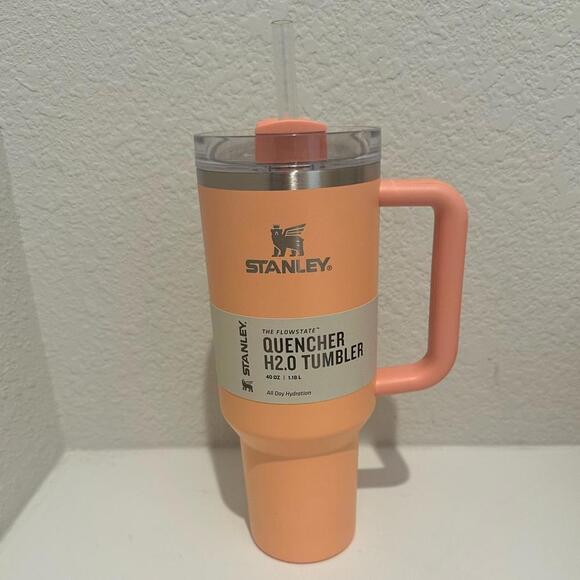 STANLEY®
STANLEY
THE FLOWSTATE™
QUENCHER
H2.0 TUMBLER
40 OZ | 1.18 L
All Day Hydration